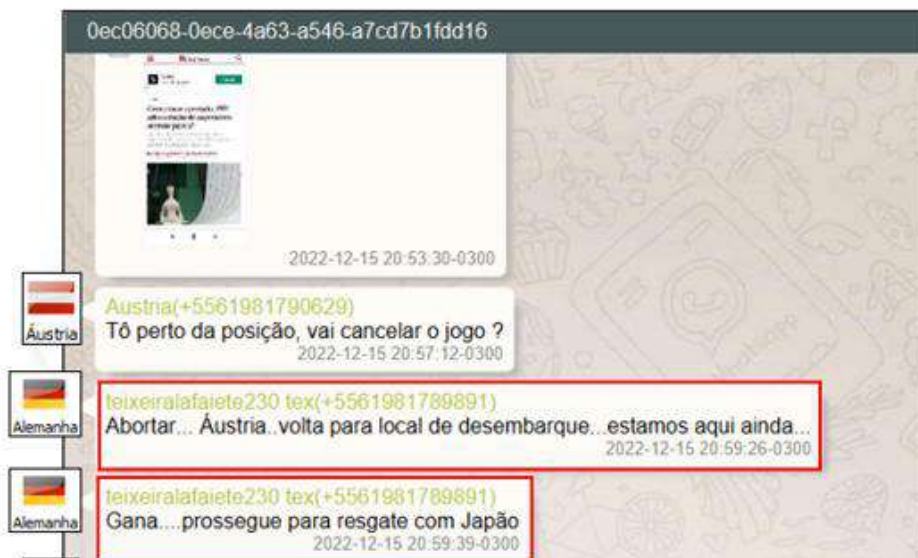 0ec06068-0ece-4a63-a546-a7cd7b1fdd16
2022-12-15 20:53:30-0300
Áustria
Austria(+5561981790629)
Tô perto da posição, vai cancelar o jogo ?
2022-12-15 20:57:12-0300
Alemanha
teixeiralafaiete230 tex(+5561981789891)
Abortar... Áustria..volta para local de desembarque...estamos aqui ainda...
2022-12-15 20:59:26-0300
Alemanha
teixeiralafaiete230 tex(+5561981789891)
Gana....prossegue para resgate com Japão
2022-12-15 20:59:39-0300